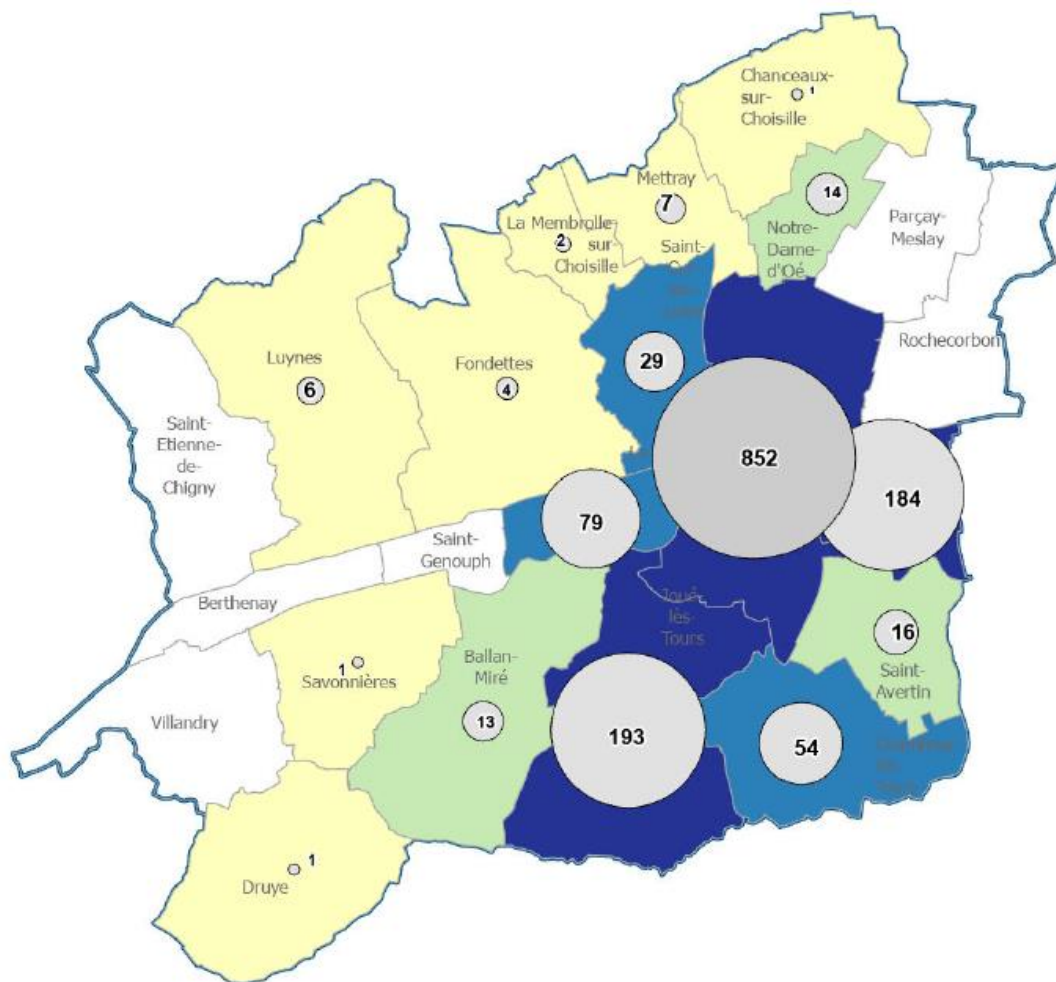 Chanceaux-
sur-
Choisille
1
Mettray
7
14
Notre-
Dame-
d'Oé
Parçay-
Meslay
La Membrolle-
sur-
Choisille
2
Saint-
Rochecorbon
Luynes
6
Fondettes
4
29
Saint-
Etienne-
de-
Chigny
852
184
79
Saint-
Genouph
Berthenay
Joué-
lès-
Tours
16
Saint-
Avertin
1
Savonnières
Ballan-
Miré
13
Villandry
193
54
1
Druye